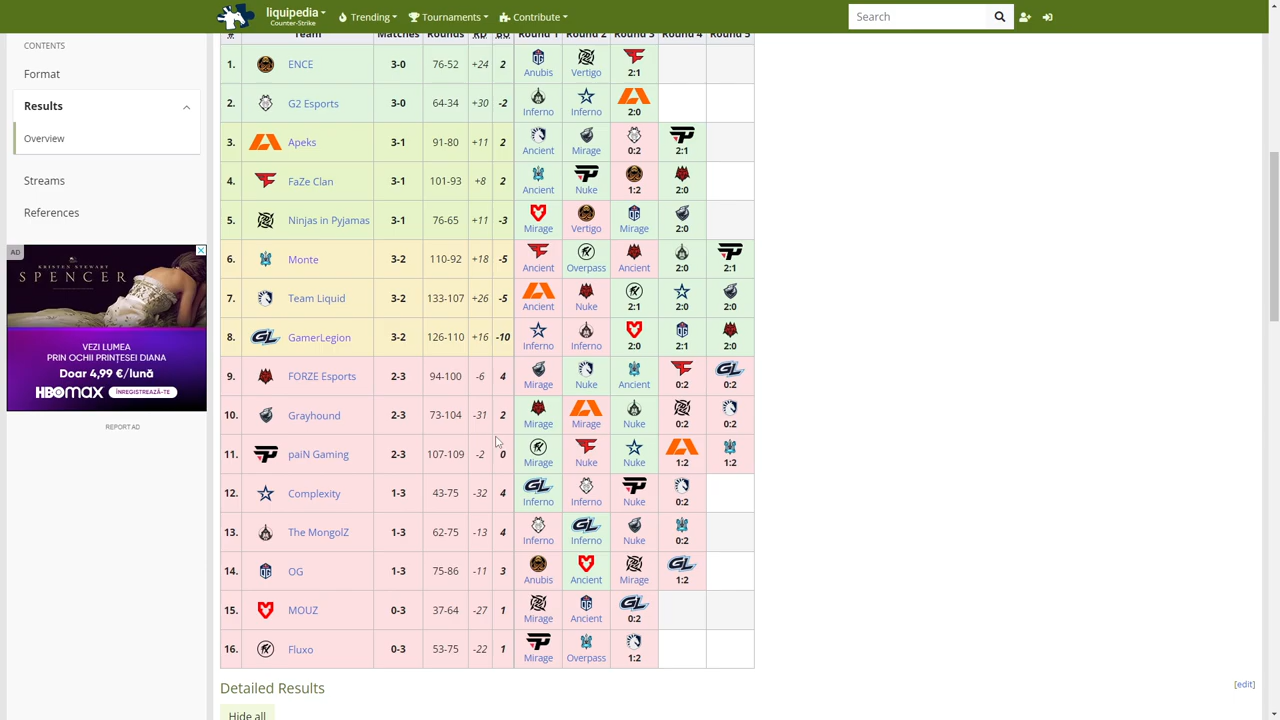 liquipedia
Counter-Strike
Trending
Tournaments
Contribute
Search
CONTENTS
Format
Results
Overview
Streams
References
AD
KRISTEN STEWART
SPENCER
VEZI LUMEA
PRIN OCHII PRINȚESEI DIANA
Doar 4,99 €/lună
HBOmax ÎNREGISTREAZĂ-TE
REPORT AD
# Team Matches Rounds RD BU Round 1 Round 2 Round 3 Round 4 Round 5
1. ENCE 3-0 76-52 +24 2 Anubis Vertigo 2:1
2. G2 Esports 3-0 64-34 +30 -2 Inferno Inferno 2:0
3. Apeks 3-1 91-80 +11 2 Ancient Mirage 0:2 2:1
4. FaZe Clan 3-1 101-93 +8 2 Ancient Nuke 1:2 2:0
5. Ninjas in Pyjamas 3-1 76-65 +11 -3 Mirage Vertigo Mirage 2:0
6. Monte 3-2 110-92 +18 -5 Ancient Overpass Ancient 2:0 2:1
7. Team Liquid 3-2 133-107 +26 -5 Ancient Nuke 2:1 2:0 2:0
8. GamerLegion 3-2 126-110 +16 -10 Inferno Inferno 2:0 2:1 2:0
9. FORZE Esports 2-3 94-100 -6 4 Mirage Nuke Ancient 0:2 0:2
10. Grayhound 2-3 73-104 -31 2 Mirage Mirage Nuke 0:2 0:2
11. paiN Gaming 2-3 107-109 -2 0 Mirage Nuke Nuke 1:2 1:2
12. Complexity 1-3 43-75 -32 4 Inferno Inferno Nuke 0:2
13. The MongolZ 1-3 62-75 -13 4 Inferno Inferno Nuke 0:2
14. OG 1-3 75-86 -11 3 Anubis Ancient Mirage 1:2
15. MOUZ 0-3 37-64 -27 1 Mirage Ancient 0:2
16. Fluxo 0-3 53-75 -22 1 Mirage Overpass 1:2
Detailed Results
[edit]
Hide all